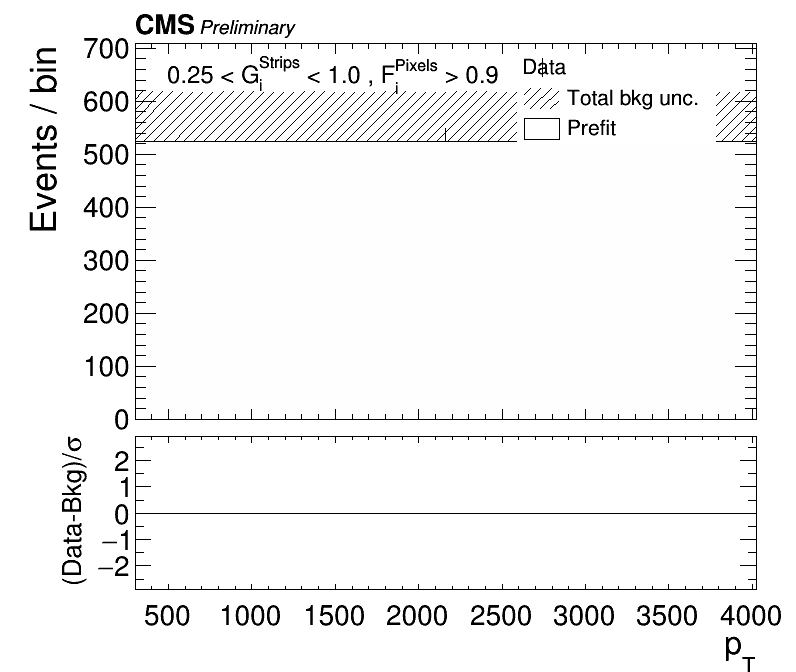 CMS Preliminary
Events / bin
700
600
500
400
300
200
100
0
0.25 < G_i^Strips < 1.0 , F_i^Pixels > 0.9
Data
Total bkg unc.
Prefit
(Data-Bkg)/σ
2
1
0
−1
−2
500 1000 1500 2000 2500 3000 3500 4000
p_T